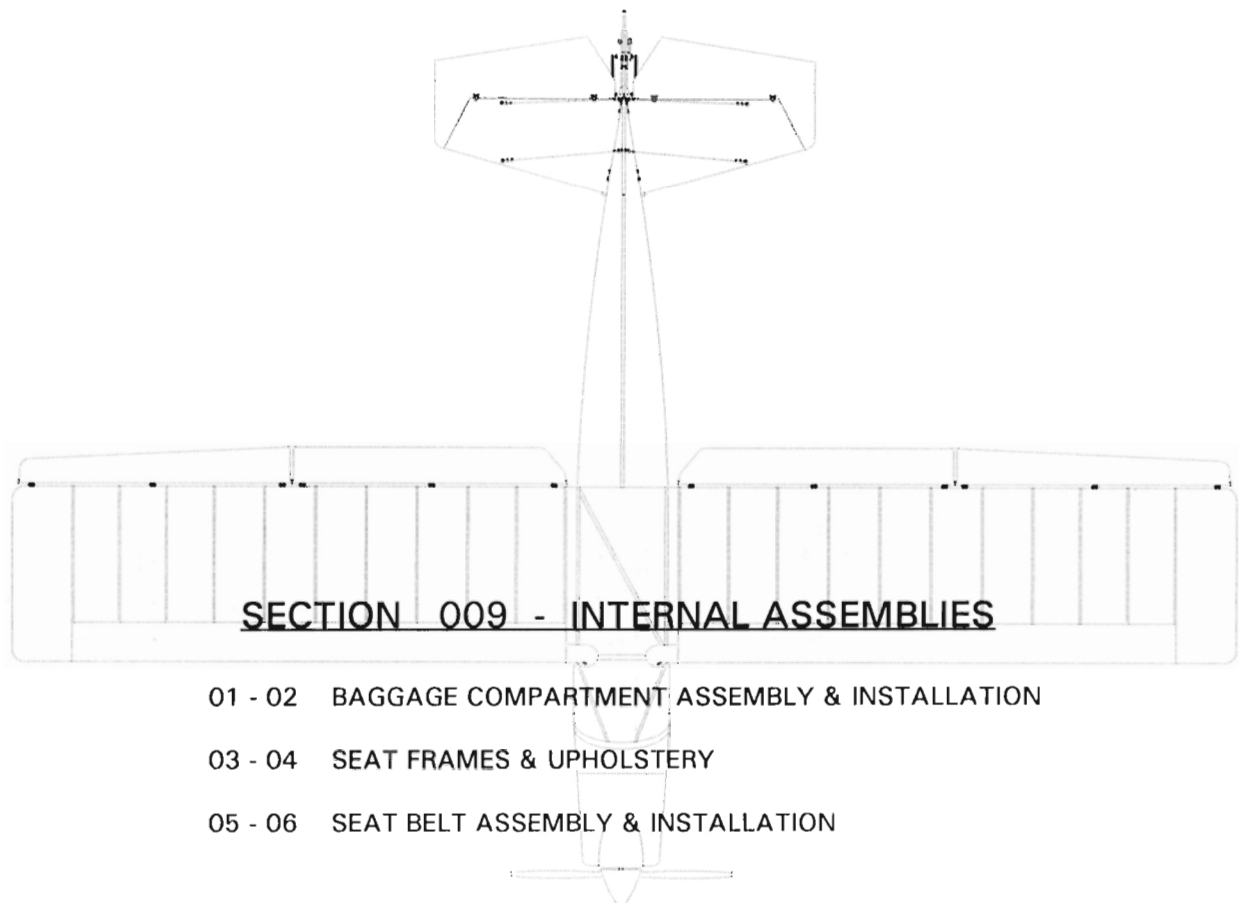 SECTION 009 - INTERNAL ASSEMBLIES
01 - 02 BAGGAGE COMPARTMENT ASSEMBLY & INSTALLATION
03 - 04 SEAT FRAMES & UPHOLSTERY
05 - 06 SEAT BELT ASSEMBLY & INSTALLATION